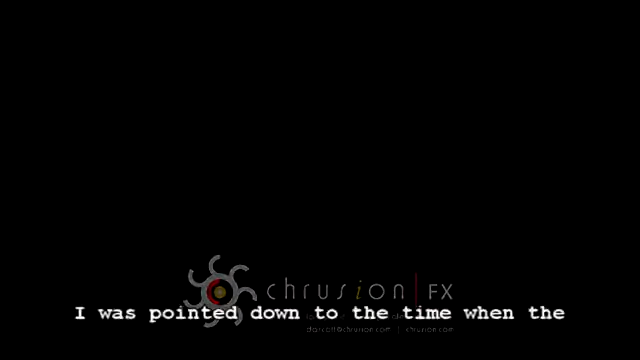 chrusion FX
I was pointed down to the time when the
chrusion.com